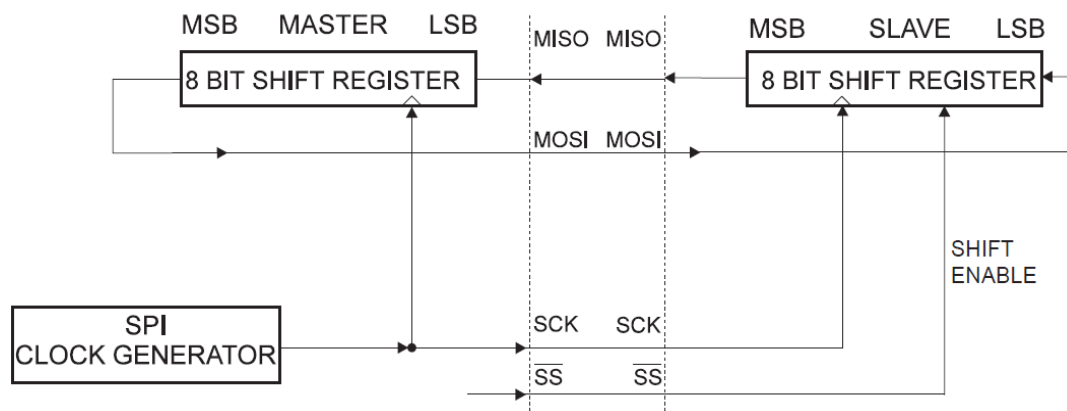 MSB MASTER LSB
MISO MISO
MSB SLAVE LSB
8 BIT SHIFT REGISTER
8 BIT SHIFT REGISTER
MOSI MOSI
SHIFT
ENABLE
SPI
CLOCK GENERATOR
SCK SCK
SS SS